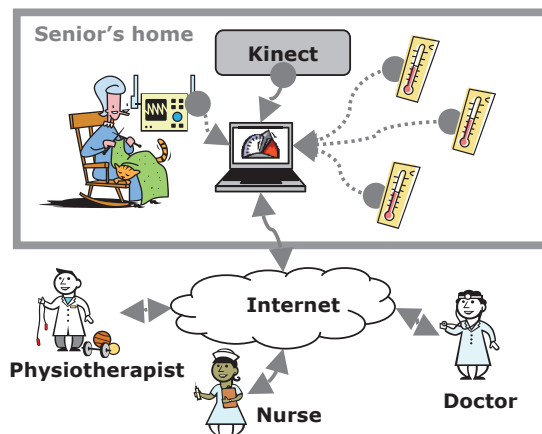 Senior's home
Kinect
Internet
Physiotherapist
Nurse
Doctor